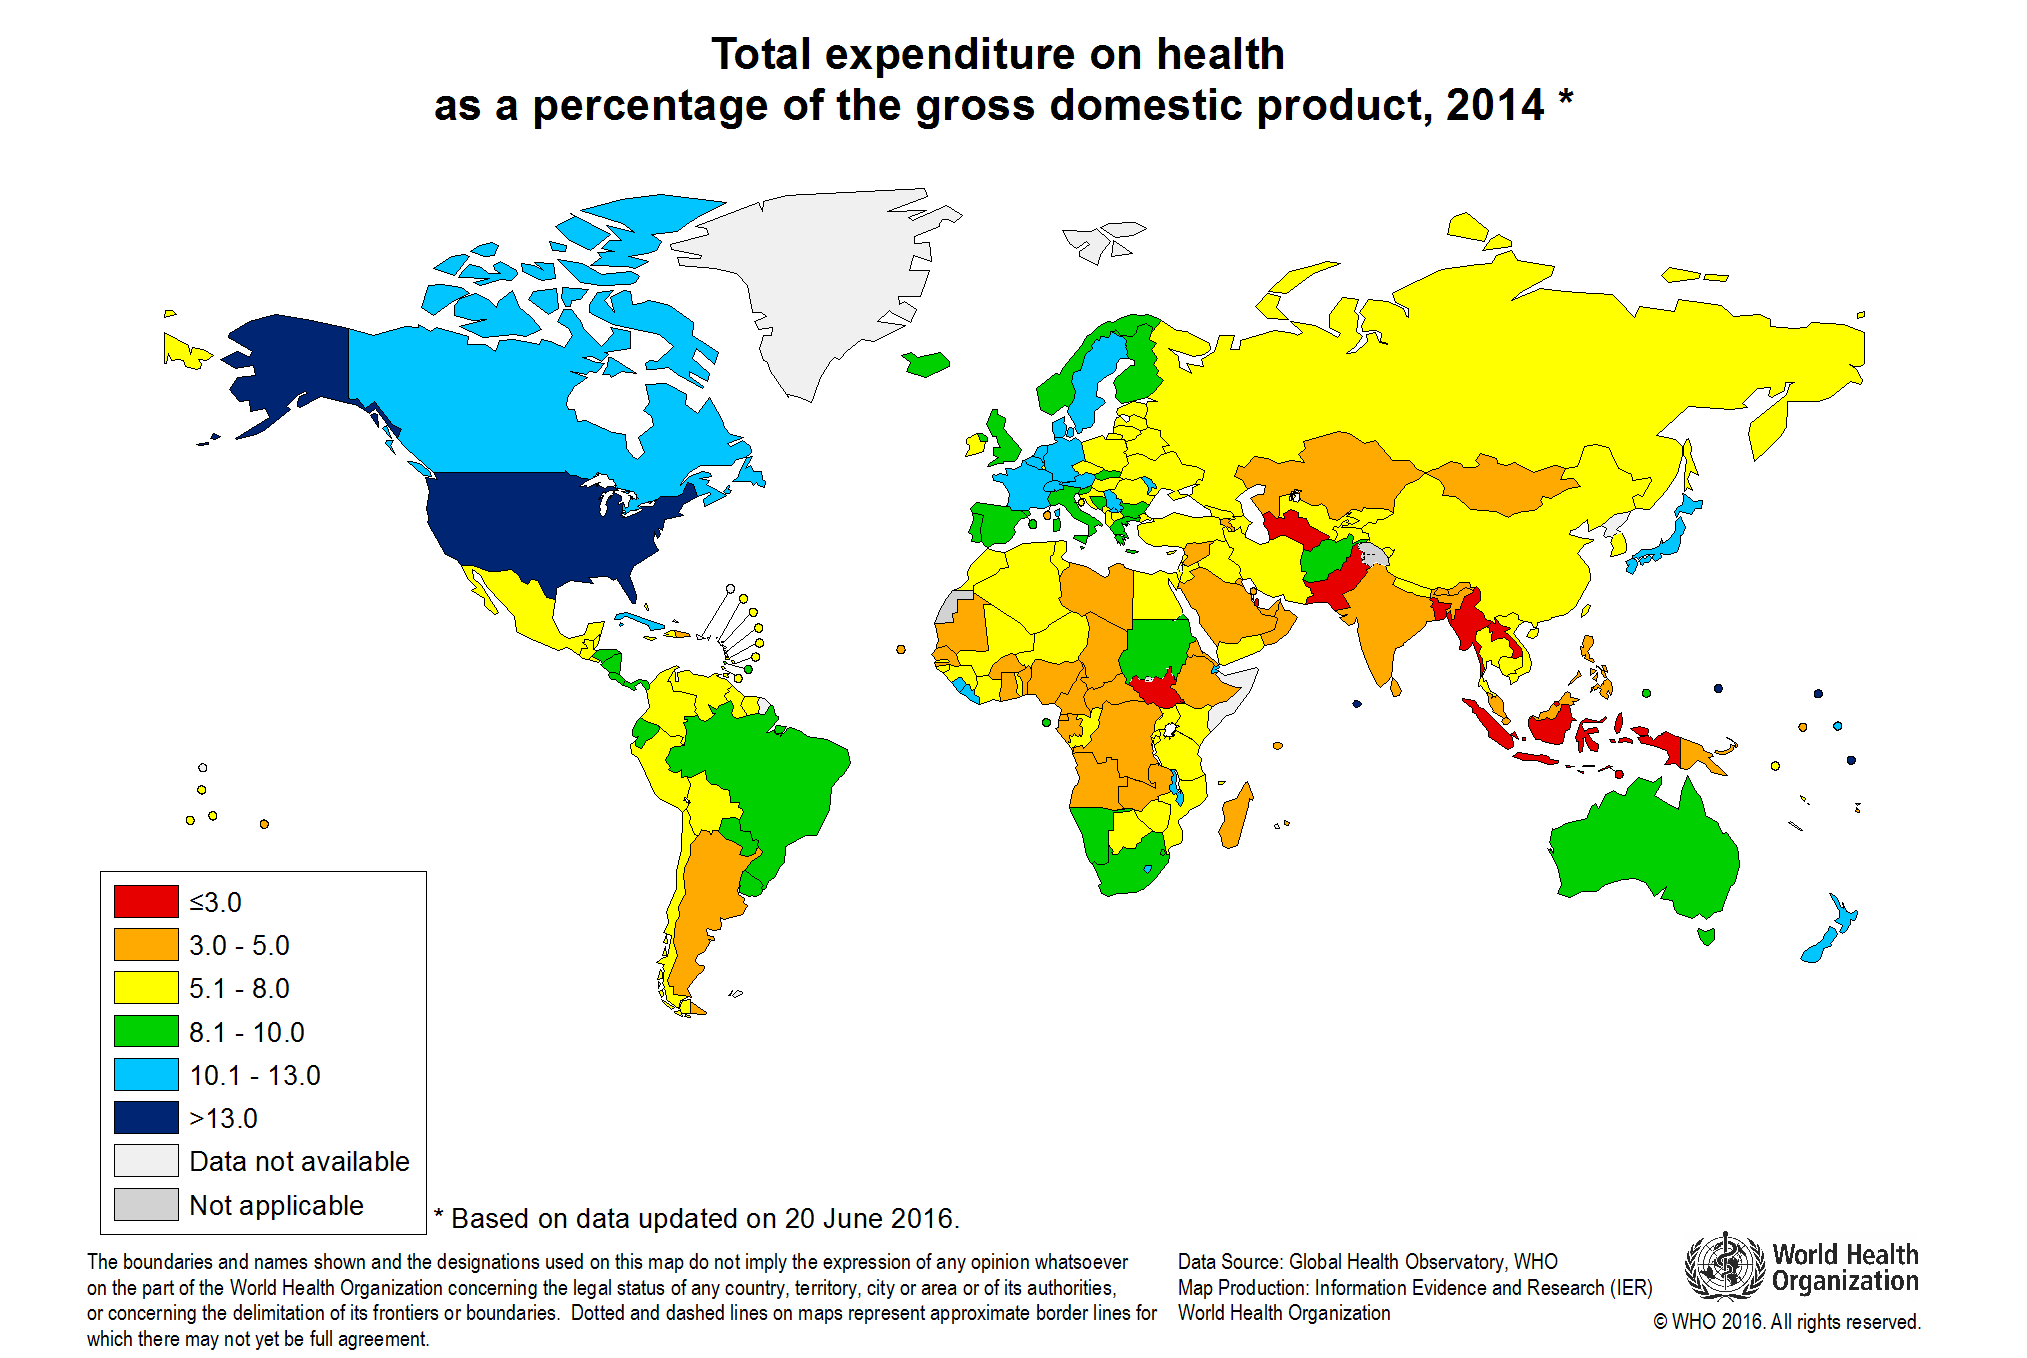 Total expenditure on health
as a percentage of the gross domestic product, 2014 *
≤3.0
3.0 - 5.0
5.1 - 8.0
8.1 - 10.0
10.1 - 13.0
>13.0
Data not available
Not applicable
* Based on data updated on 20 June 2016.
The boundaries and names shown and the designations used on this map do not imply the expression of any opinion whatsoever
on the part of the World Health Organization concerning the legal status of any country, territory, city or area or of its authorities,
or concerning the delimitation of its frontiers or boundaries. Dotted and dashed lines on maps represent approximate border lines for
which there may not yet be full agreement.
Data Source: Global Health Observatory, WHO
Map Production: Information Evidence and Research (IER)
World Health Organization
World Health
Organization
© WHO 2016. All rights reserved.